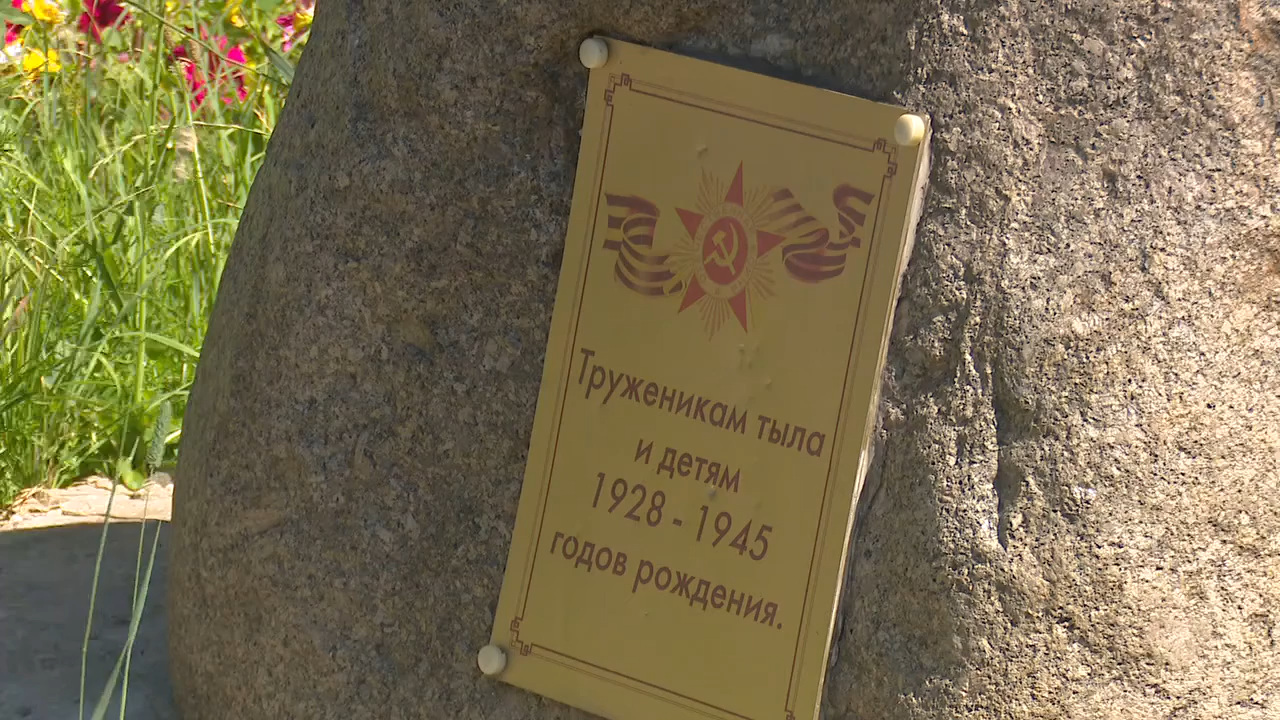 Труженикам тыла
и детям
1928 - 1945
годов рождения.